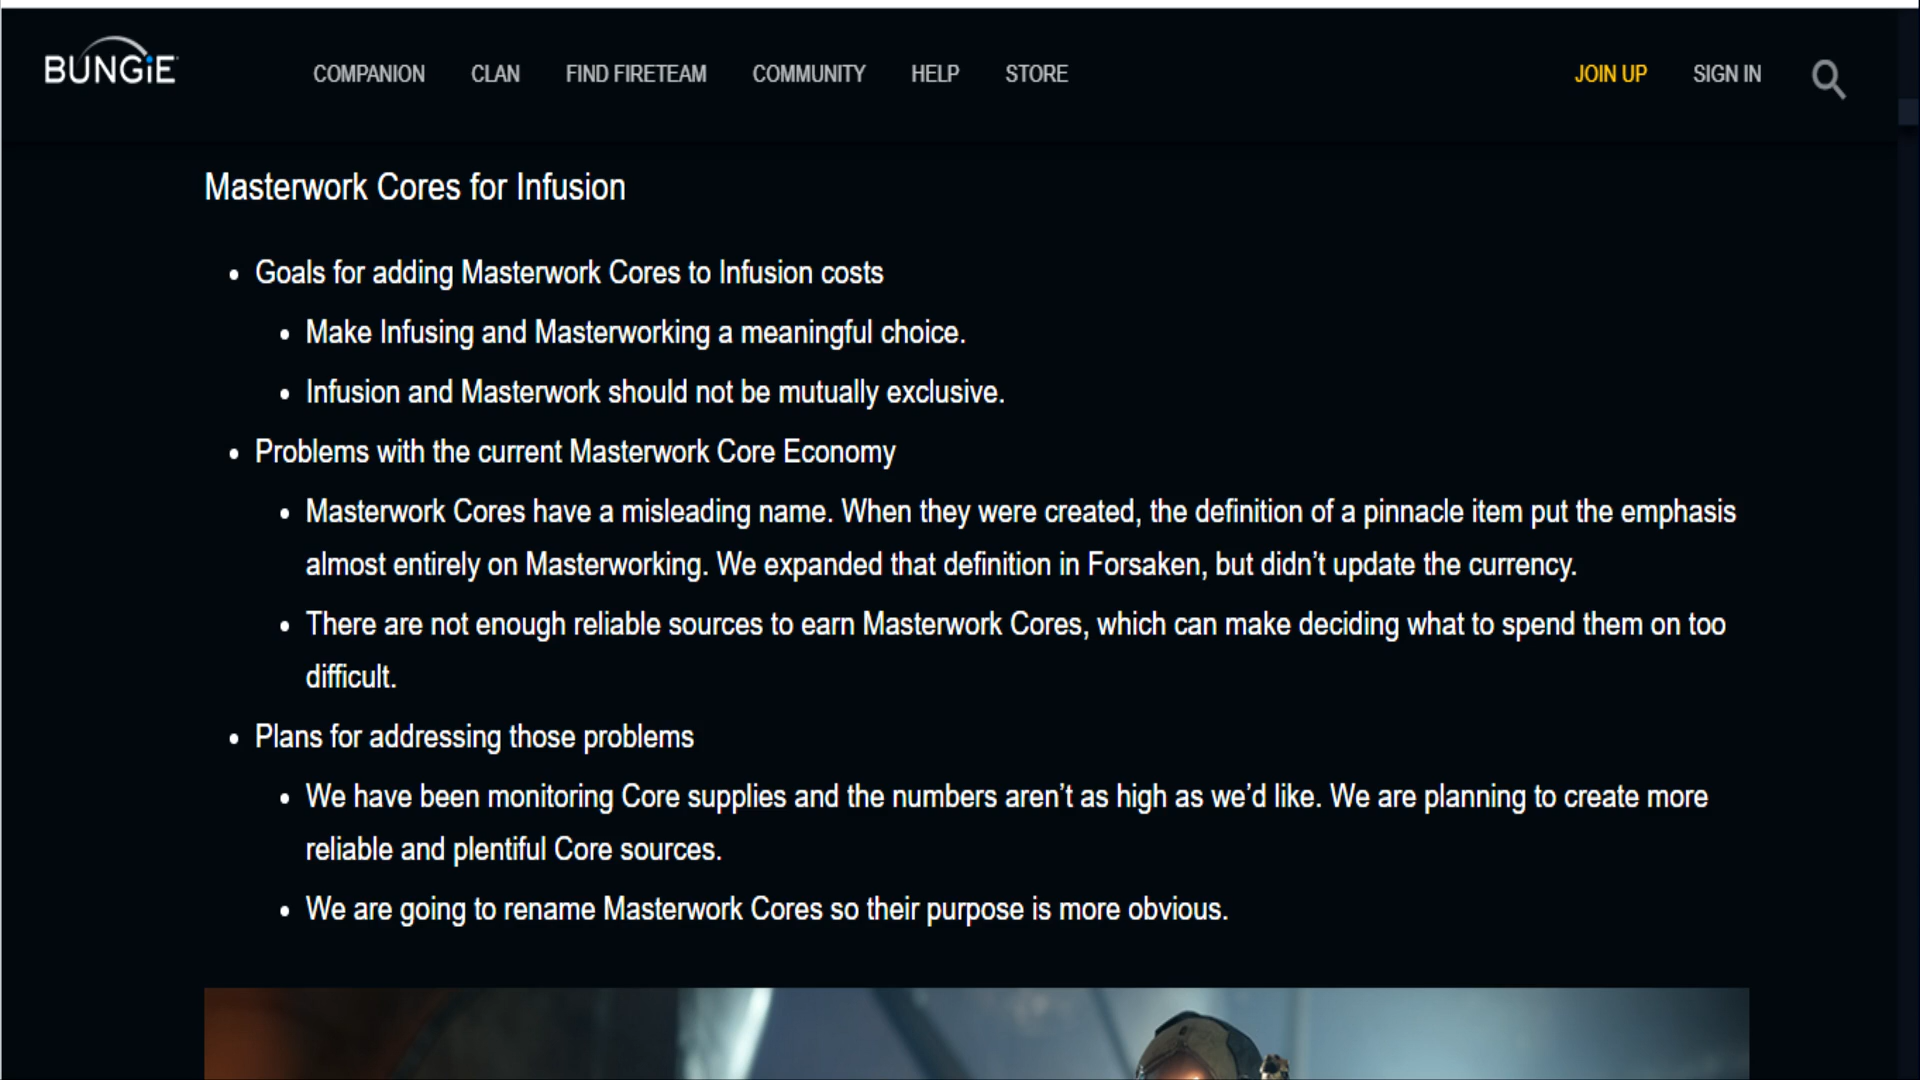 BUNGiE
COMPANION CLAN FIND FIRETEAM COMMUNITY HELP STORE JOIN UP SIGN IN
Masterwork Cores for Infusion
• Goals for adding Masterwork Cores to Infusion costs
• Make Infusing and Masterworking a meaningful choice.
• Infusion and Masterwork should not be mutually exclusive.
• Problems with the current Masterwork Core Economy
• Masterwork Cores have a misleading name. When they were created, the definition of a pinnacle item put the emphasis
almost entirely on Masterworking. We expanded that definition in Forsaken, but didn’t update the currency.
• There are not enough reliable sources to earn Masterwork Cores, which can make deciding what to spend them on too
difficult.
• Plans for addressing those problems
• We have been monitoring Core supplies and the numbers aren’t as high as we’d like. We are planning to create more
reliable and plentiful Core sources.
• We are going to rename Masterwork Cores so their purpose is more obvious.